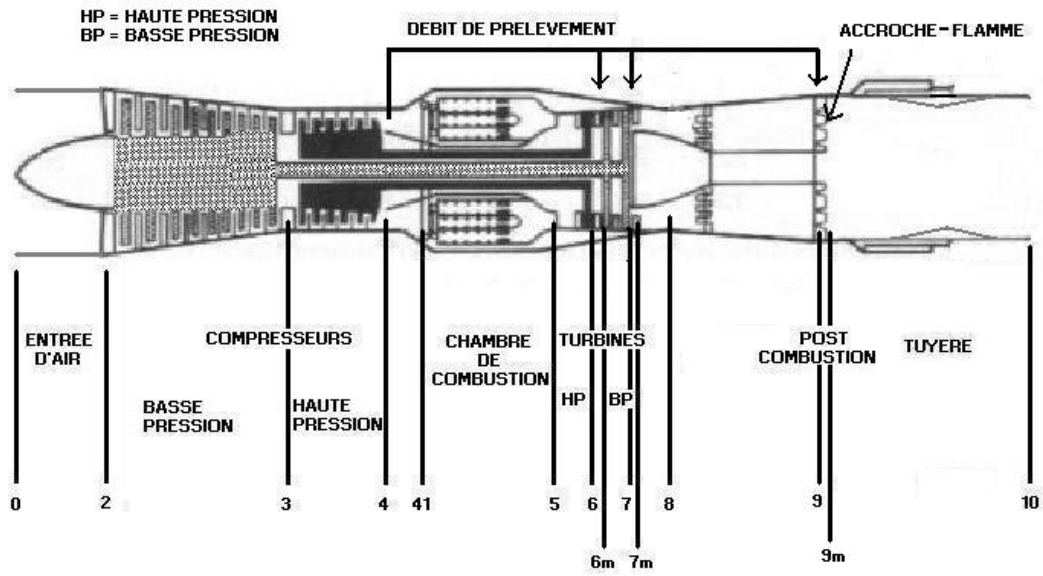 HP = HAUTE PRESSION
BP = BASSE PRESSION
DEBIT DE PRELEVEMENT
ACCROCHE-FLAMME
ENTREE
D'AIR
COMPRESSEURS
BASSE
PRESSION
HAUTE
PRESSION
CHAMBRE
DE
COMBUSTION
TURBINES
HP
BP
POST
COMBUSTION
TUYERE
0
2
3
4
41
5
6
7
8
9
10
6m
7m
9m